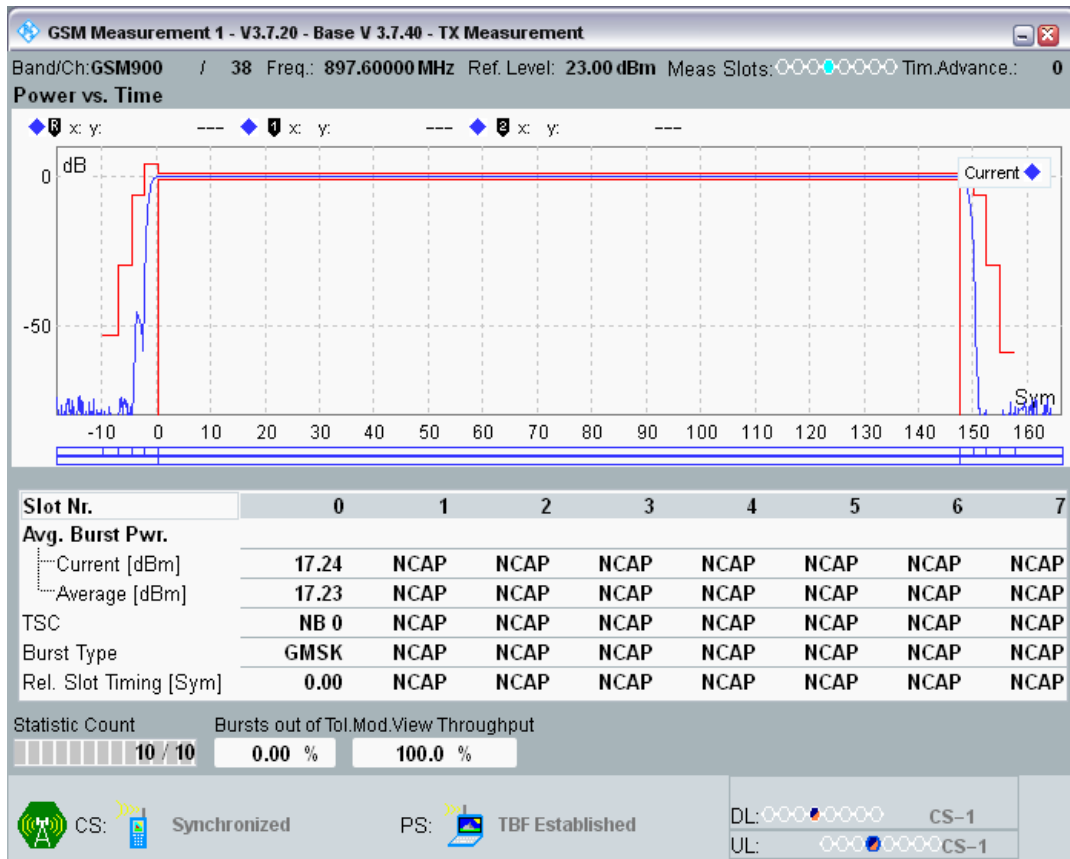 GSM Measurement 1 - V3.7.20 - Base V 3.7.40 - TX Measurement
Band/Ch:GSM900 / 38 Freq.: 897.60000 MHz Ref. Level: 23.00 dBm Meas Slots: Tim.Advance.: 0
Power vs. Time
R x: y: --- 1 x: y: --- 2 x: y: ---
dB
Current
0
-50
Sym
-10 0 10 20 30 40 50 60 70 80 90 100 110 120 130 140 150 160
Slot Nr. 0 1 2 3 4 5 6 7
Avg. Burst Pwr.
Current [dBm] 17.24 NCAP NCAP NCAP NCAP NCAP NCAP NCAP
Average [dBm] 17.23 NCAP NCAP NCAP NCAP NCAP NCAP NCAP
TSC NB 0 NCAP NCAP NCAP NCAP NCAP NCAP NCAP
Burst Type GMSK NCAP NCAP NCAP NCAP NCAP NCAP NCAP
Rel. Slot Timing [Sym] 0.00 NCAP NCAP NCAP NCAP NCAP NCAP NCAP
Statistic Count Bursts out of Tol. Mod.View Throughput
10 / 10 0.00 % 100.0 %
CS: Synchronized PS: TBF Established
DL: CS-1
UL: CS-1